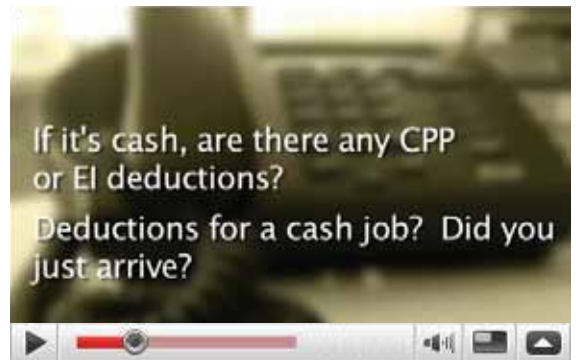 If it's cash, are there any CPP
or EI deductions?
Deductions for a cash job?  Did you
just arrive?